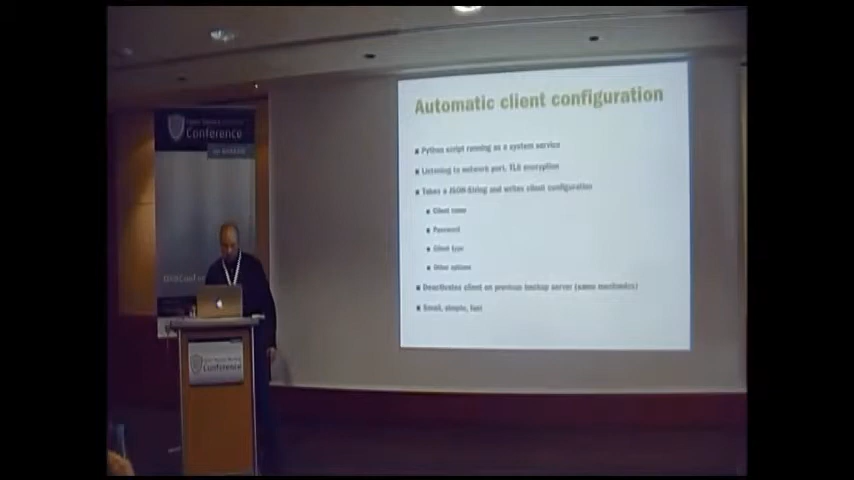 Automatic client configuration
Python script running as a system service
Listening to network port, TLS encryption
Takes a JSON-String and writes client configuration
Client name
Password
Client type
Other options
Deactivates client on previous backup server (same mechanics)
Small, simple, fast
Conference
Conference